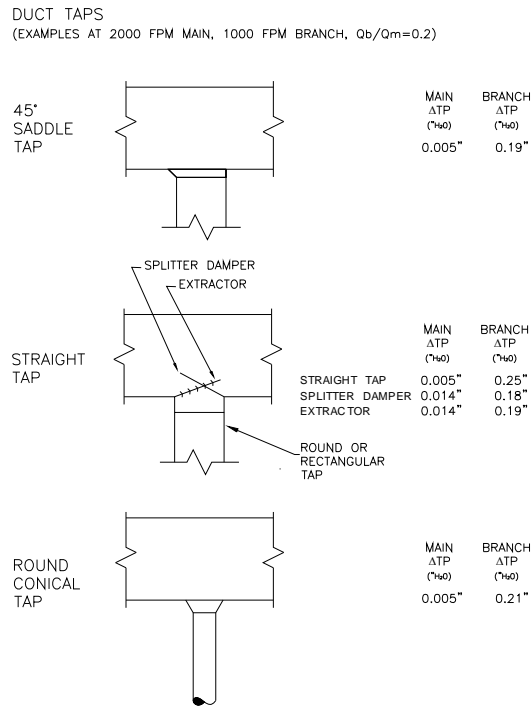 DUCT TAPS
(EXAMPLES AT 2000 FPM MAIN, 1000 FPM BRANCH, Qb/Qm=0.2)
45°
SADDLE
TAP
MAIN BRANCH
ΔTP ΔTP
("H₂O) ("H₂O)
0.005" 0.19"
SPLITTER DAMPER
EXTRACTOR
STRAIGHT
TAP
MAIN BRANCH
ΔTP ΔTP
("H₂O) ("H₂O)
STRAIGHT TAP 0.005" 0.25"
SPLITTER DAMPER 0.014" 0.18"
EXTRACTOR 0.014" 0.19"
ROUND OR
RECTANGULAR
TAP
ROUND
CONICAL
TAP
MAIN BRANCH
ΔTP ΔTP
("H₂O) ("H₂O)
0.005" 0.21"